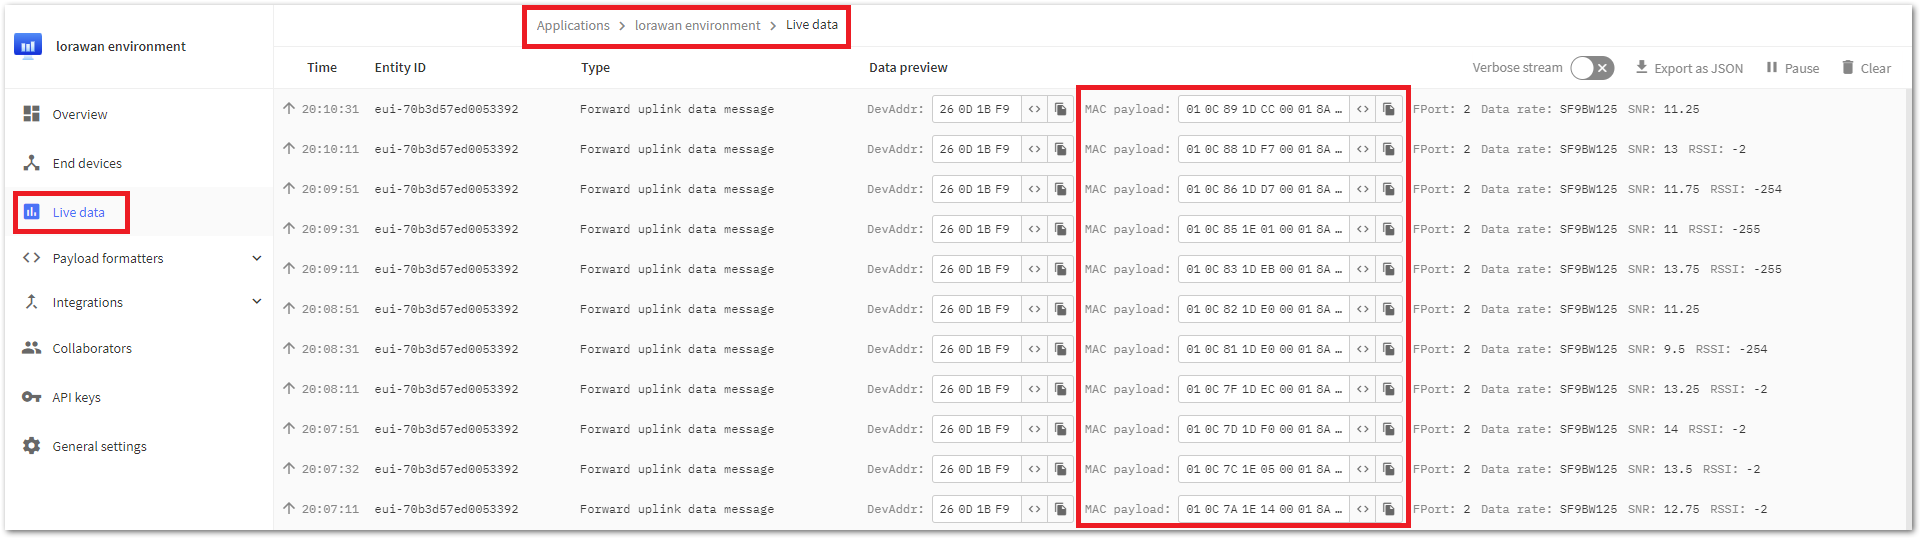 Applications > lorawan environment > Live data
lorawan environment
Time Entity ID Type Data preview Verbose stream Export as JSON Pause Clear
Overview
End devices
Live data
Payload formatters
Integrations
Collaborators
API keys
General settings
↑ 20:10:31 eui-70b3d57ed0053392 Forward uplink data message DevAddr: 26 0D 1B F9 <> MAC payload: 01 0C 89 1D CC 00 01 8A … <> FPort: 2 Data rate: SF9BW125 SNR: 11.25
↑ 20:10:11 eui-70b3d57ed0053392 Forward uplink data message DevAddr: 26 0D 1B F9 <> MAC payload: 01 0C 88 1D F7 00 01 8A … <> FPort: 2 Data rate: SF9BW125 SNR: 13 RSSI: -2
↑ 20:09:51 eui-70b3d57ed0053392 Forward uplink data message DevAddr: 26 0D 1B F9 <> MAC payload: 01 0C 86 1D D7 00 01 8A … <> FPort: 2 Data rate: SF9BW125 SNR: 11.75 RSSI: -254
↑ 20:09:31 eui-70b3d57ed0053392 Forward uplink data message DevAddr: 26 0D 1B F9 <> MAC payload: 01 0C 85 1E 01 00 01 8A … <> FPort: 2 Data rate: SF9BW125 SNR: 11 RSSI: -255
↑ 20:09:11 eui-70b3d57ed0053392 Forward uplink data message DevAddr: 26 0D 1B F9 <> MAC payload: 01 0C 83 1D EB 00 01 8A … <> FPort: 2 Data rate: SF9BW125 SNR: 13.75 RSSI: -255
↑ 20:08:51 eui-70b3d57ed0053392 Forward uplink data message DevAddr: 26 0D 1B F9 <> MAC payload: 01 0C 82 1D E0 00 01 8A … <> FPort: 2 Data rate: SF9BW125 SNR: 11.25
↑ 20:08:31 eui-70b3d57ed0053392 Forward uplink data message DevAddr: 26 0D 1B F9 <> MAC payload: 01 0C 81 1D E0 00 01 8A … <> FPort: 2 Data rate: SF9BW125 SNR: 9.5 RSSI: -254
↑ 20:08:11 eui-70b3d57ed0053392 Forward uplink data message DevAddr: 26 0D 1B F9 <> MAC payload: 01 0C 7F 1D EC 00 01 8A … <> FPort: 2 Data rate: SF9BW125 SNR: 13.25 RSSI: -2
↑ 20:07:51 eui-70b3d57ed0053392 Forward uplink data message DevAddr: 26 0D 1B F9 <> MAC payload: 01 0C 7D 1D F0 00 01 8A … <> FPort: 2 Data rate: SF9BW125 SNR: 14 RSSI: -2
↑ 20:07:32 eui-70b3d57ed0053392 Forward uplink data message DevAddr: 26 0D 1B F9 <> MAC payload: 01 0C 7C 1E 05 00 01 8A … <> FPort: 2 Data rate: SF9BW125 SNR: 13.5 RSSI: -2
↑ 20:07:11 eui-70b3d57ed0053392 Forward uplink data message DevAddr: 26 0D 1B F9 <> MAC payload: 01 0C 7A 1E 14 00 01 8A … <> FPort: 2 Data rate: SF9BW125 SNR: 12.75 RSSI: -2